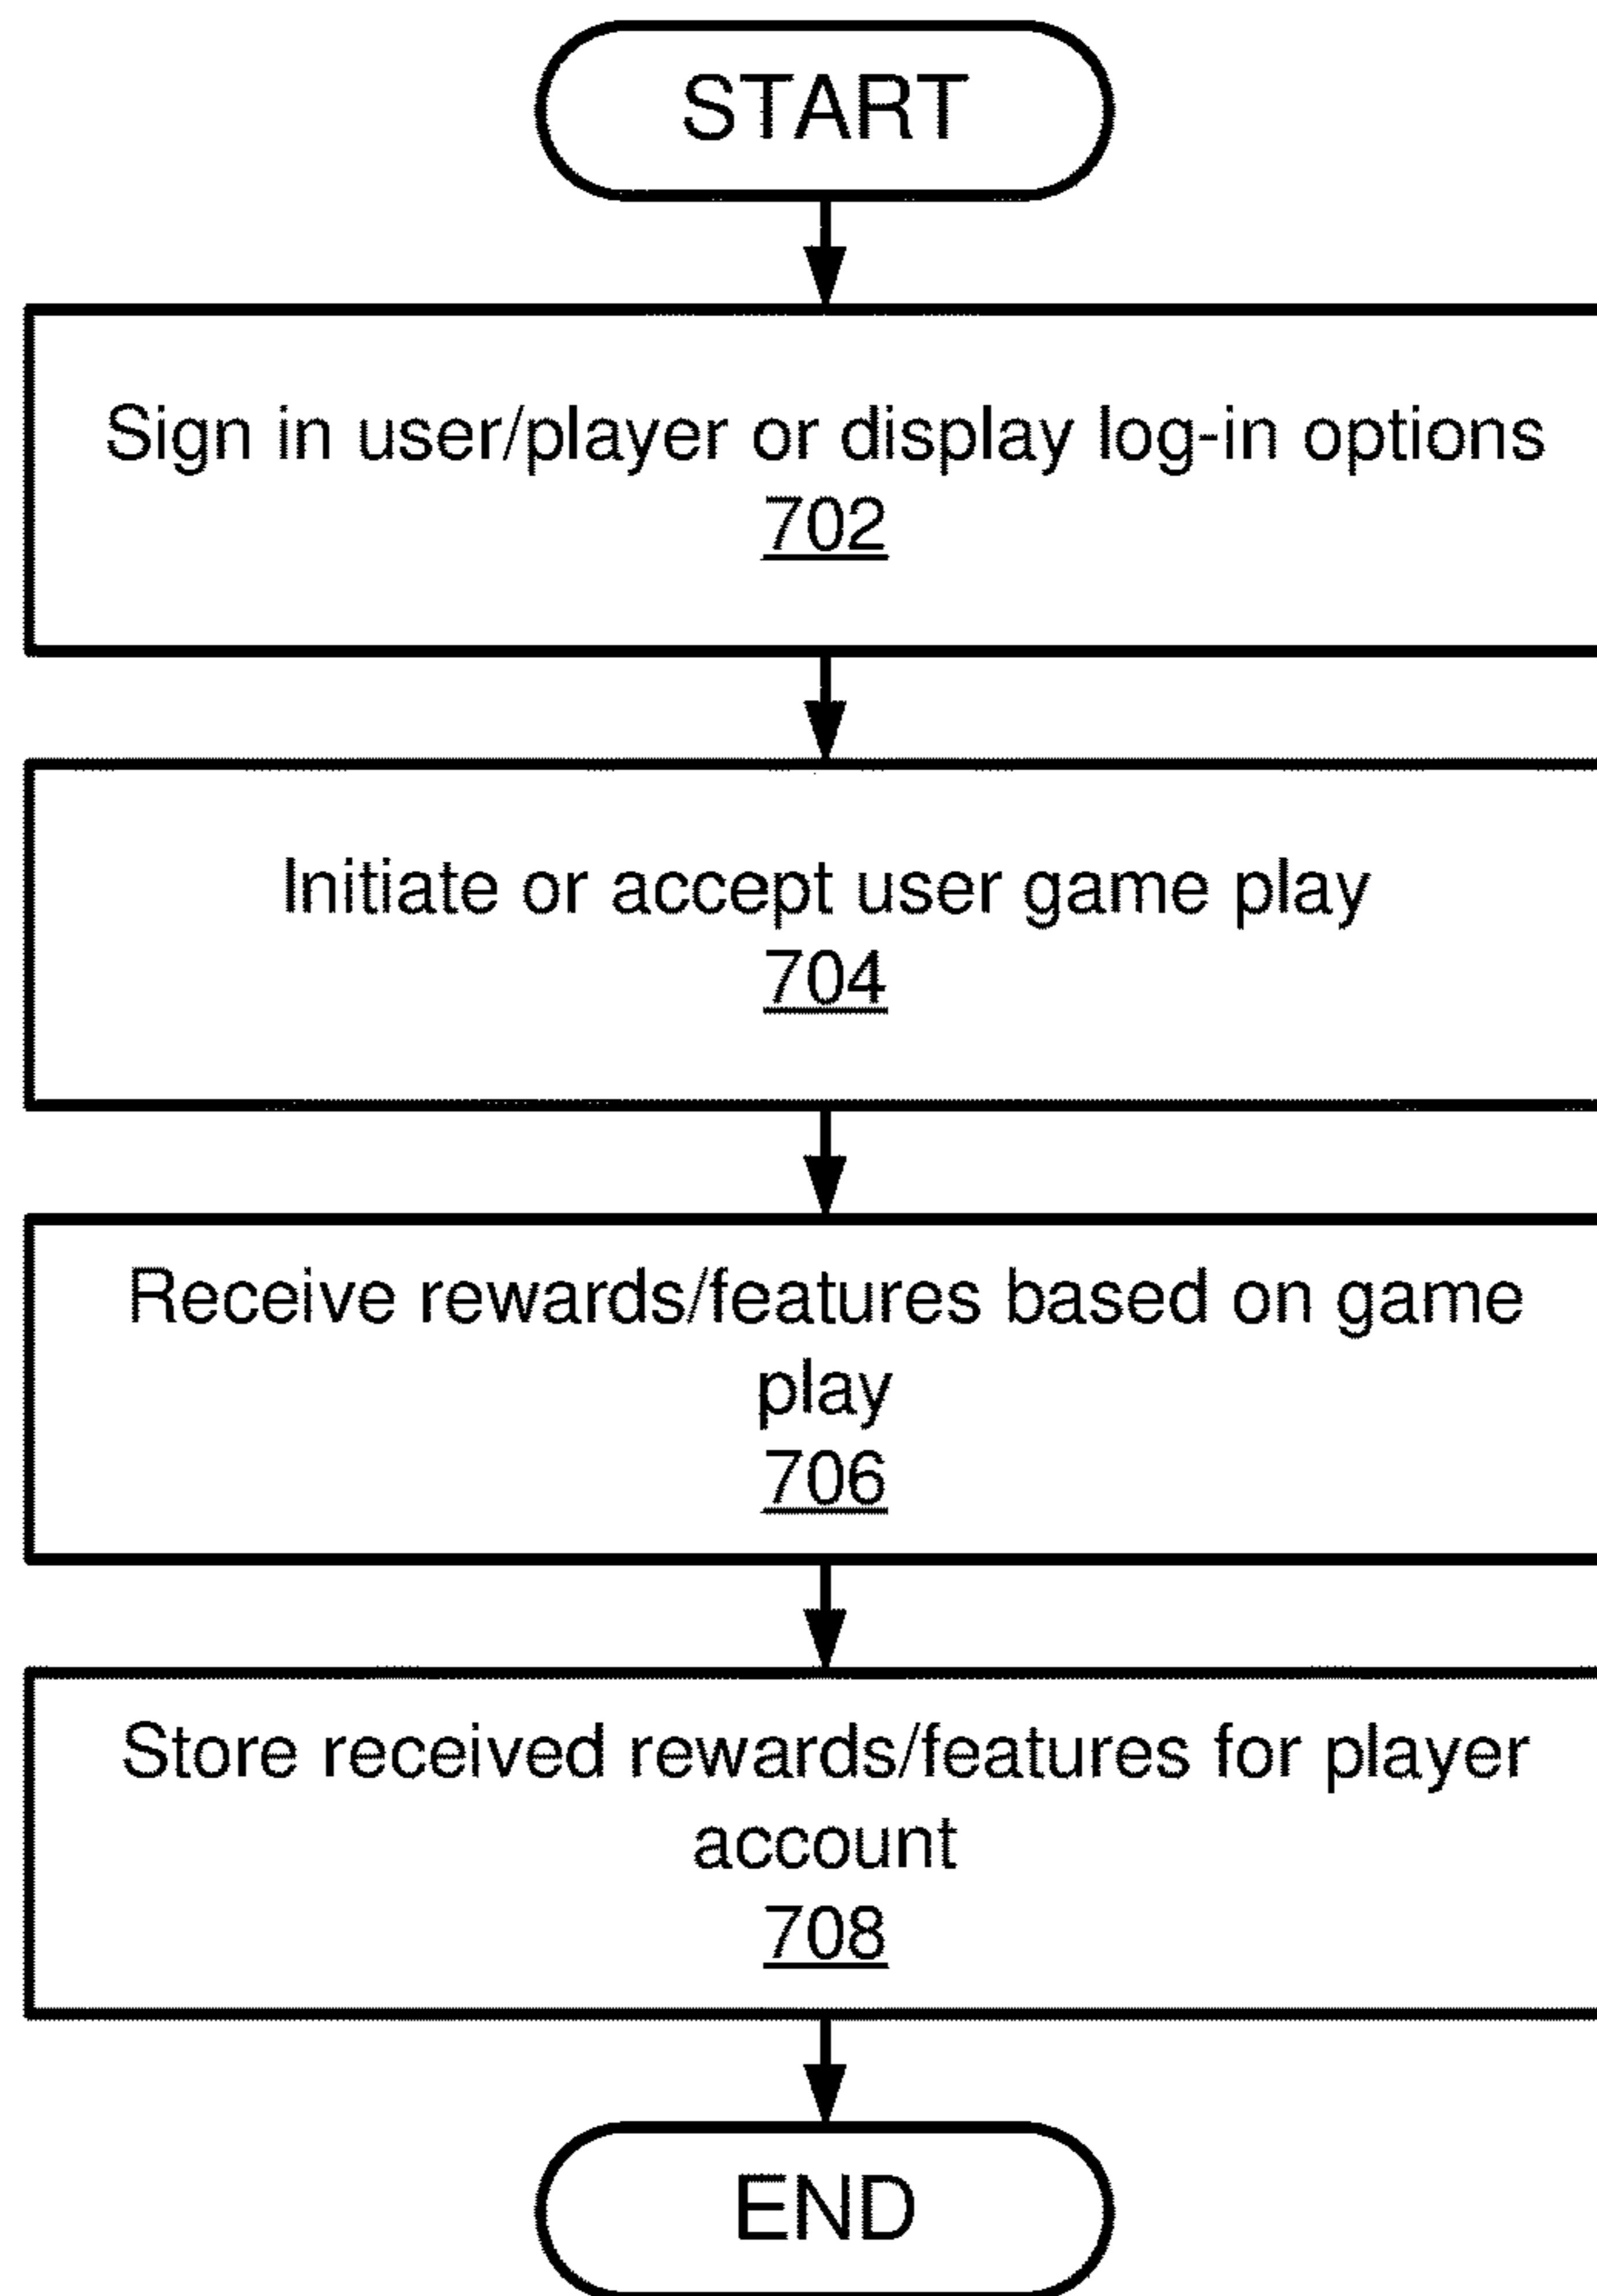 START
Sign in user/player or display log-in options
702
Initiate or accept user game play
704
Receive rewards/features based on game
play
706
Store received rewards/features for player
account
708
END